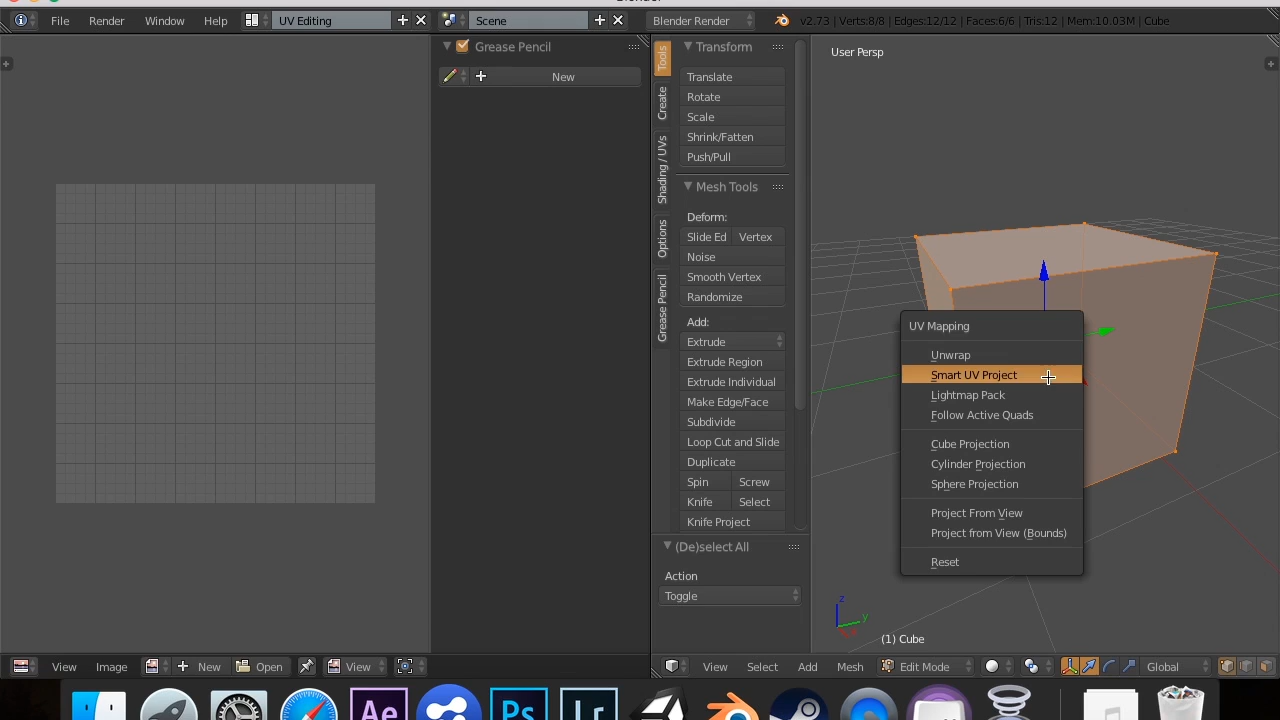 Blender
File Render Window Help UV Editing Scene Blender Render v2.73 | Verts:8/8 | Edges:12/12 | Faces:6/6 | Tris:12 | Mem:10.03M | Cube
Grease Pencil
New
Tools
Create
Shading / UVs
Options
Grease Pencil
Transform
Translate
Rotate
Scale
Shrink/Fatten
Push/Pull
Mesh Tools
Deform:
Slide Ed Vertex
Noise
Smooth Vertex
Randomize
Add:
Extrude
Extrude Region
Extrude Individual
Make Edge/Face
Subdivide
Loop Cut and Slide
Duplicate
Spin Screw
Knife Select
Knife Project
(De)select All
Action
Toggle
User Persp
UV Mapping
Unwrap
Smart UV Project
Lightmap Pack
Follow Active Quads
Cube Projection
Cylinder Projection
Sphere Projection
Project From View
Project from View (Bounds)
Reset
z
y
(1) Cube
View Image New Open View
View Select Add Mesh Edit Mode Global
Ae Ps Lr